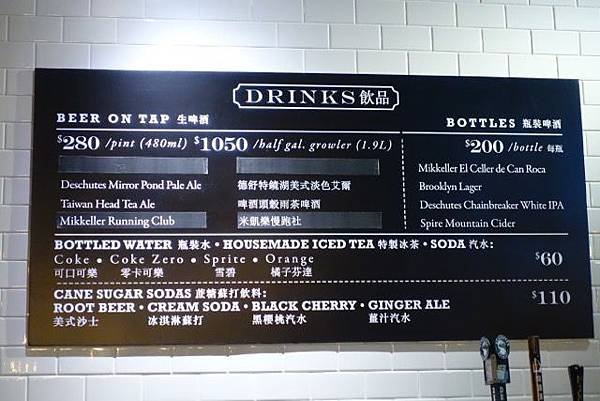 DRINKS 飲品
BEER ON TAP 生啤酒
$280 /pint (480ml) $1050 /half gal. growler (1.9L)
Deschutes Mirror Pond Pale Ale 德舒特鏡湖美式淡色艾爾
Taiwan Head Tea Ale 啤酒頭穀雨茶啤酒
Mikkeller Running Club 米凱樂慢跑社
BOTTLES 瓶裝啤酒
$200 /bottle 每瓶
Mikkeller El Celler de Can Roca
Brooklyn Lager
Deschutes Chainbreaker White IPA
Spire Mountain Cider
BOTTLED WATER 瓶裝水 • HOUSEMADE ICED TEA 特製冰茶 • SODA 汽水:
Coke • Coke Zero • Sprite • Orange $60
可口可樂 零卡可樂 雪碧 橘子芬達
CANE SUGAR SODAS 蔗糖蘇打飲料:
ROOT BEER • CREAM SODA • BLACK CHERRY • GINGER ALE $110
美式沙士 冰淇淋蘇打 黑櫻桃汽水 薑汁汽水